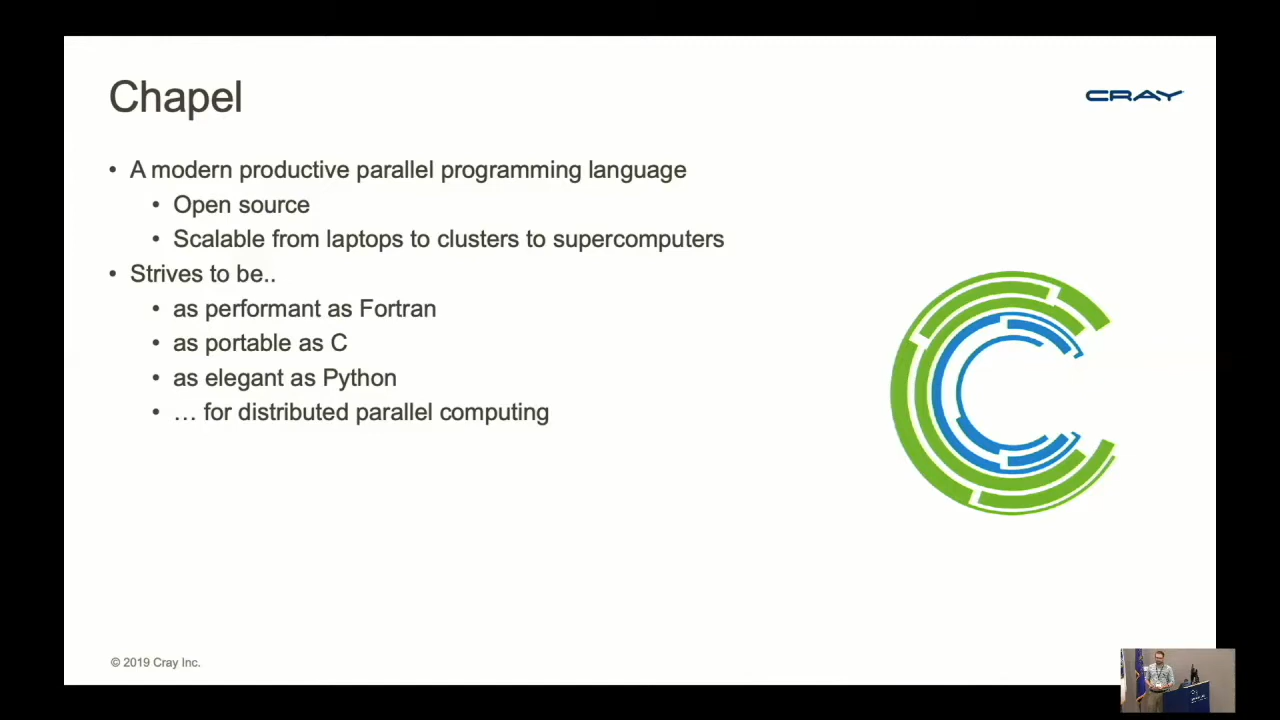 Chapel
CRAY
• A modern productive parallel programming language
• Open source
• Scalable from laptops to clusters to supercomputers
• Strives to be..
• as performant as Fortran
• as portable as C
• as elegant as Python
• … for distributed parallel computing
© 2019 Cray Inc.